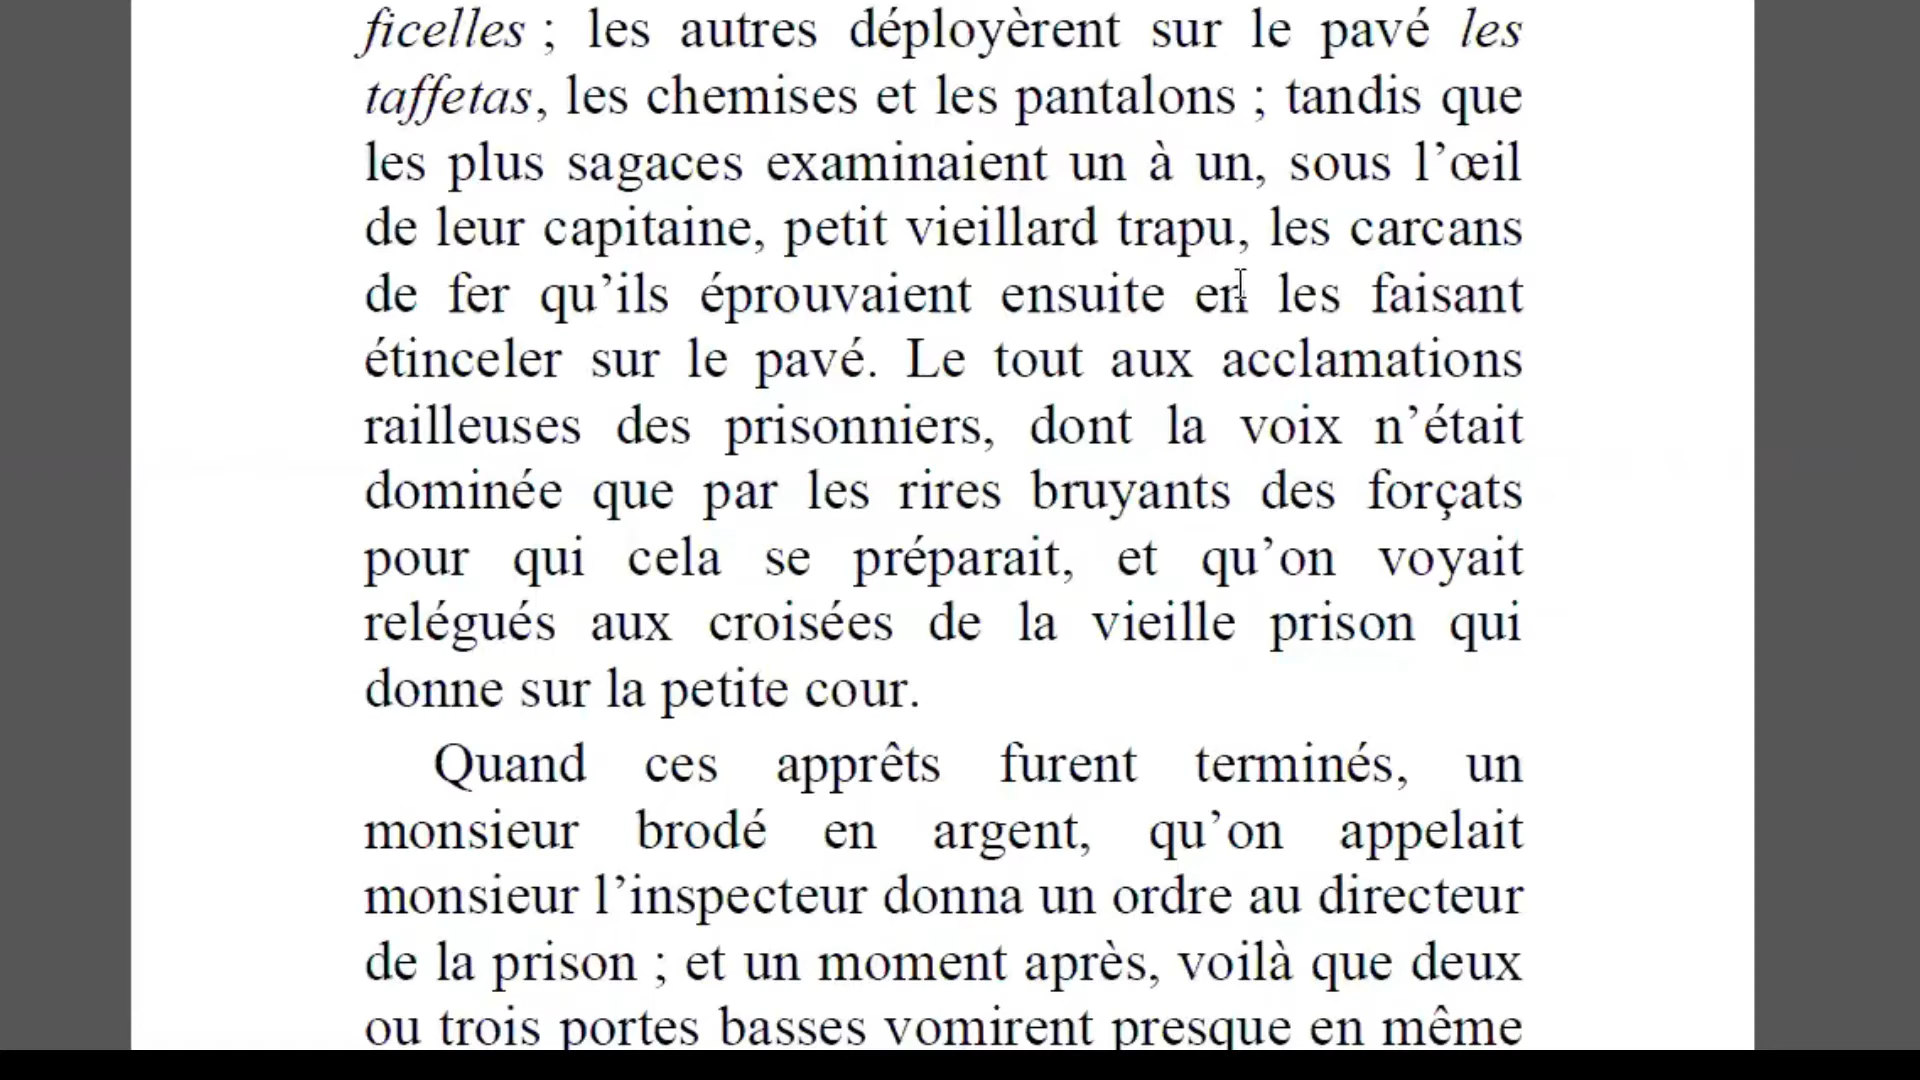 ficelles ; les autres déployèrent sur le pavé les
taffetas, les chemises et les pantalons ; tandis que
les plus sagaces examinaient un à un, sous l’œil
de leur capitaine, petit vieillard trapu, les carcans
de fer qu’ils éprouvaient ensuite en les faisant
étinceler sur le pavé. Le tout aux acclamations
railleuses des prisonniers, dont la voix n’était
dominée que par les rires bruyants des forçats
pour qui cela se préparait, et qu’on voyait
relégués aux croisées de la vieille prison qui
donne sur la petite cour.
Quand ces apprêts furent terminés, un
monsieur brodé en argent, qu’on appelait
monsieur l’inspecteur donna un ordre au directeur
de la prison ; et un moment après, voilà que deux
ou trois portes basses vomirent presque en même